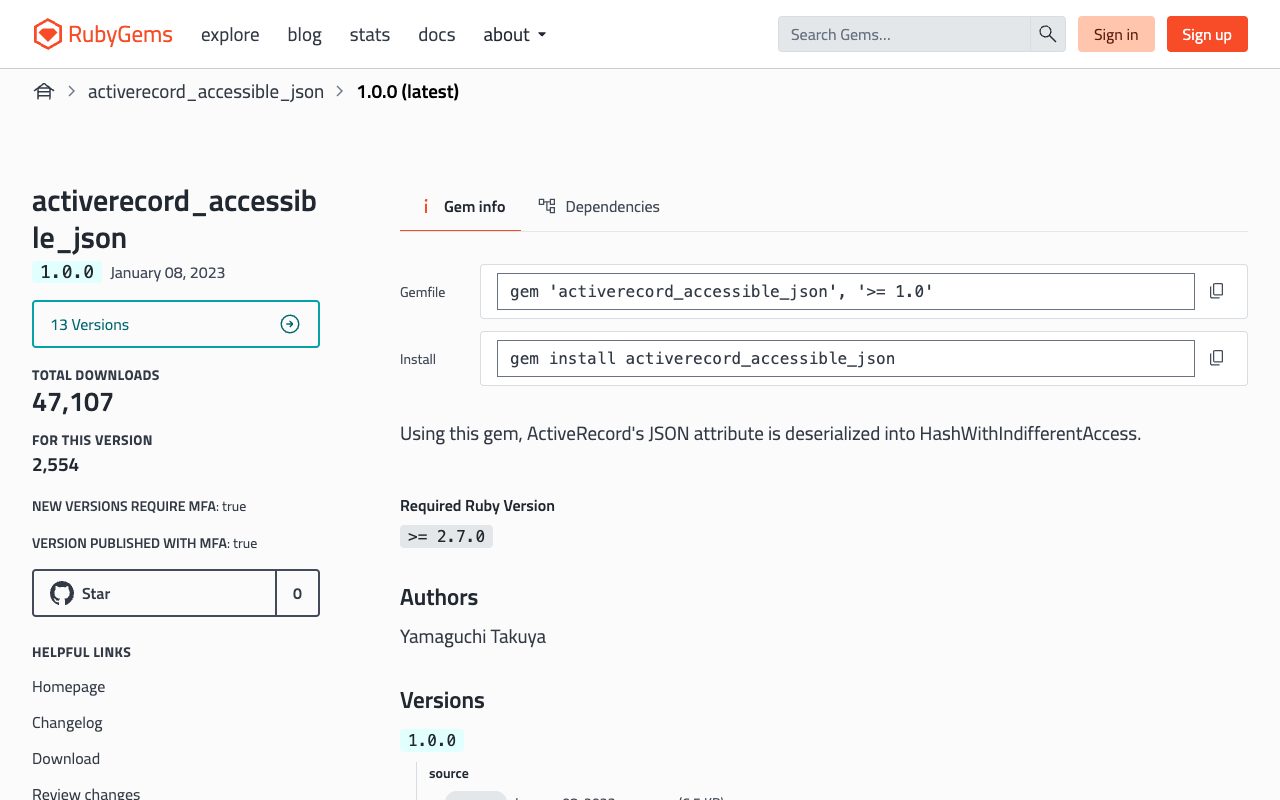 RubyGems
explore
blog
stats
docs
about
Search Gems...
Sign in
Sign up
activerecord_accessible_json
1.0.0 (latest)
activerecord_accessib
le_json
1.0.0
January 08, 2023
13 Versions
TOTAL DOWNLOADS
47,107
FOR THIS VERSION
2,554
NEW VERSIONS REQUIRE MFA: true
VERSION PUBLISHED WITH MFA: true
Star
0
HELPFUL LINKS
Homepage
Changelog
Download
Review changes
Gem info
Dependencies
Gemfile
gem 'activerecord_accessible_json', '>= 1.0'
Install
gem install activerecord_accessible_json
Using this gem, ActiveRecord's JSON attribute is deserialized into HashWithIndifferentAccess.
Required Ruby Version
>= 2.7.0
Authors
Yamaguchi Takuya
Versions
1.0.0
source